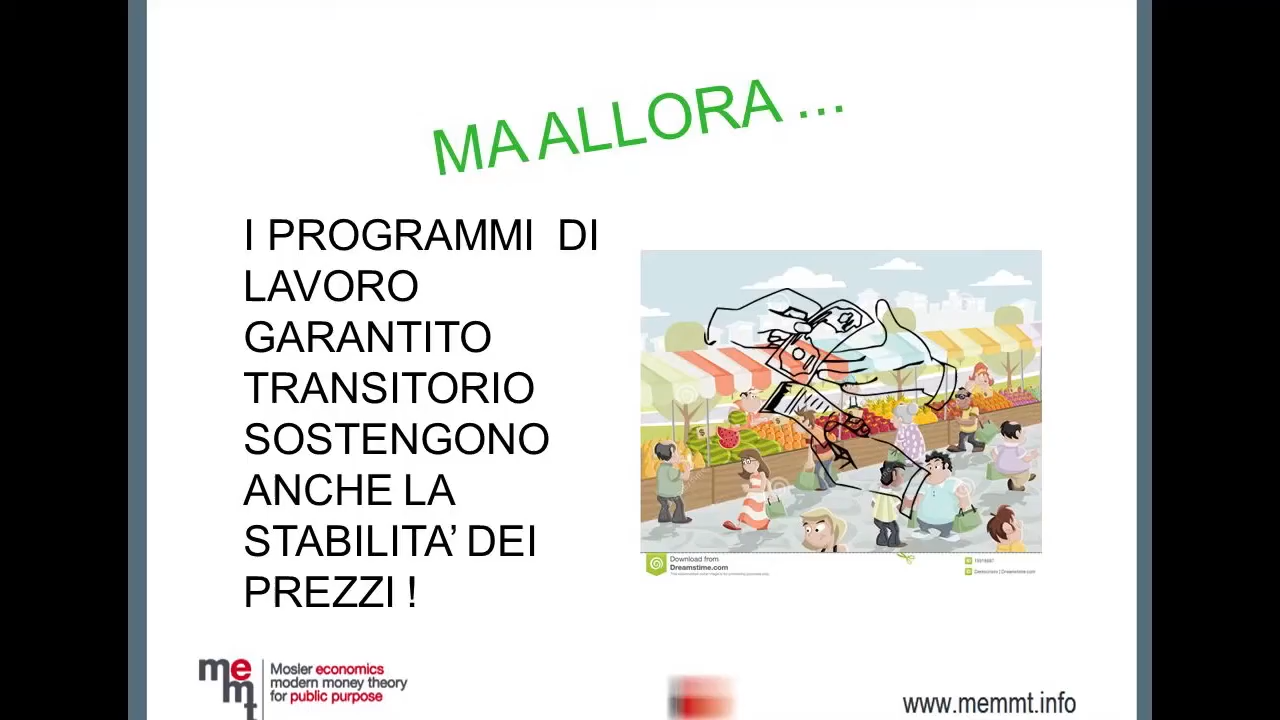 MA ALLORA ...
I PROGRAMMI DI
LAVORO
GARANTITO
TRANSITORIO
SOSTENGONO
ANCHE LA
STABILITA’ DEI
PREZZI !
Download from
Dreamstime.com
memt
Mosler economics
modern money theory
for public purpose
www.memmt.info